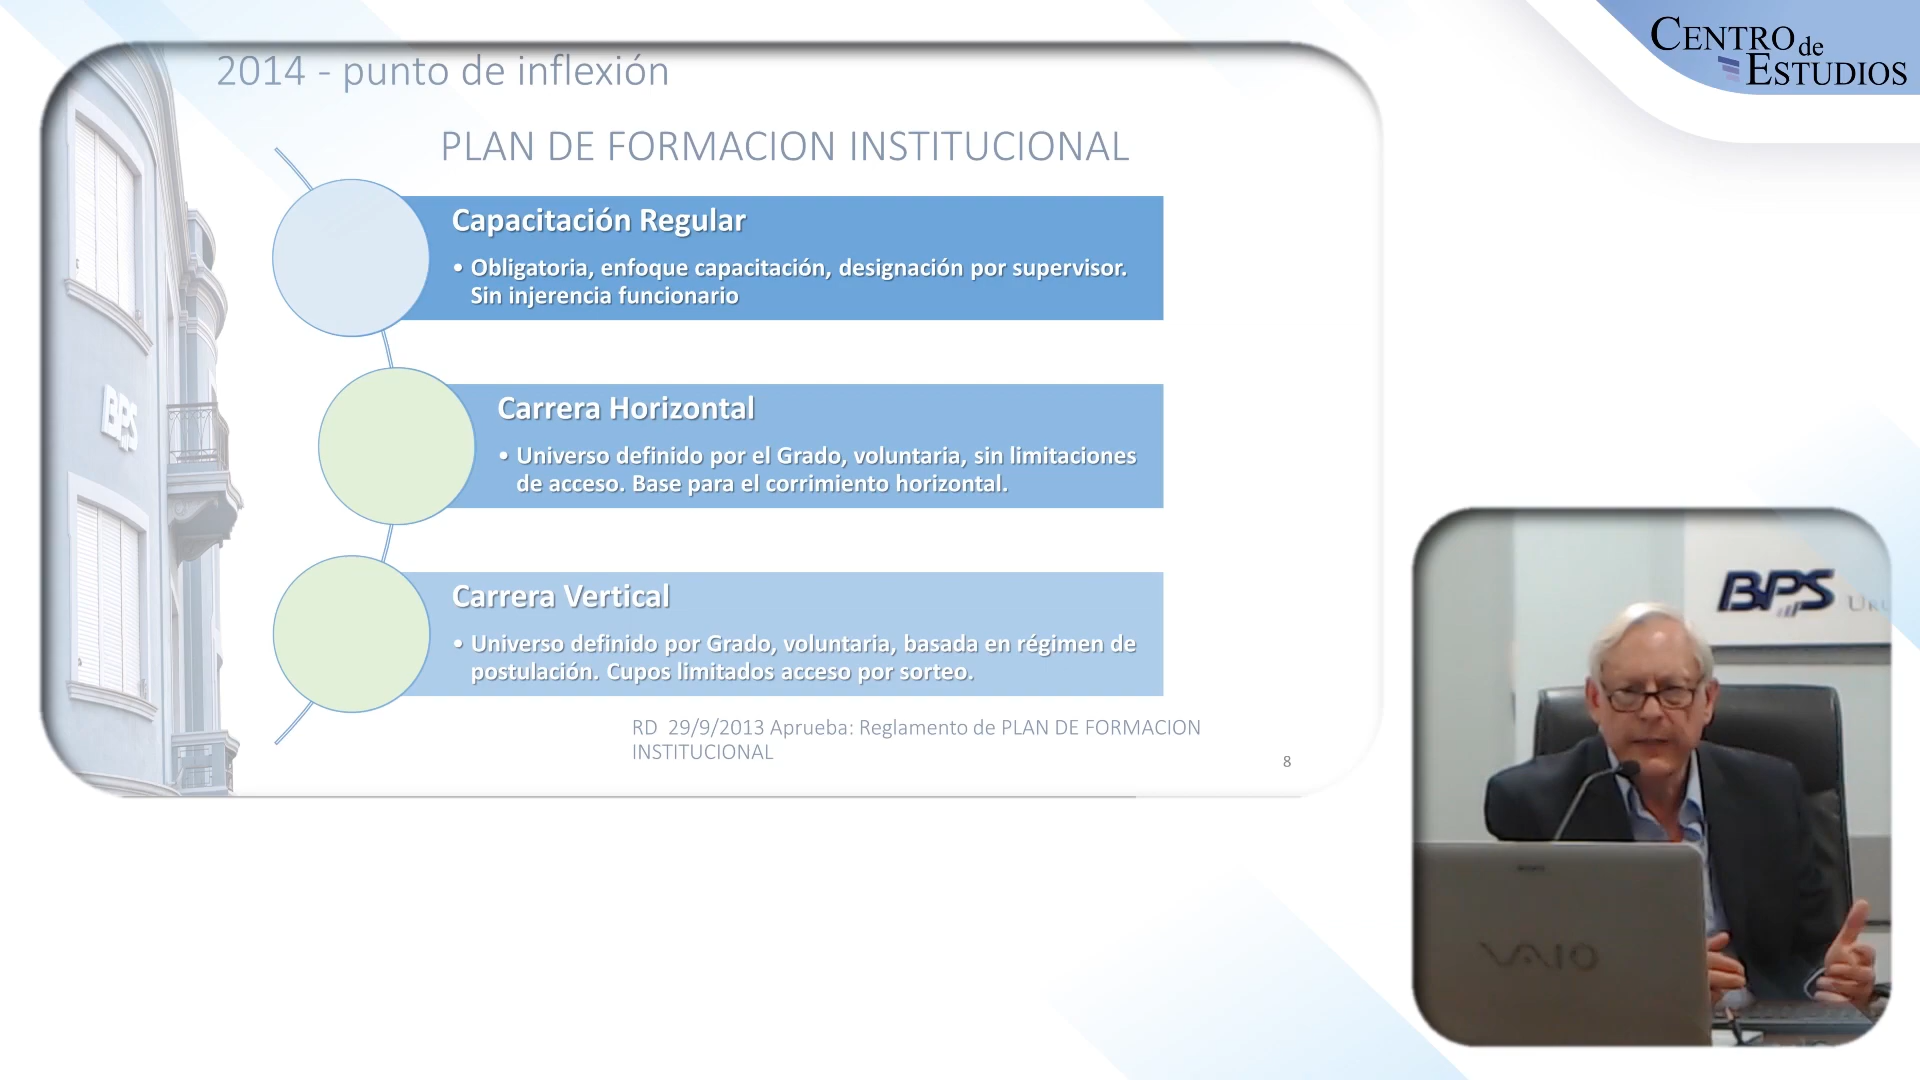 CENTRO de
ESTUDIOS
2014 - punto de inflexión
PLAN DE FORMACION INSTITUCIONAL
Capacitación Regular
• Obligatoria, enfoque capacitación, designación por supervisor.
Sin injerencia funcionario
BPS
Carrera Horizontal
• Universo definido por el Grado, voluntaria, sin limitaciones
de acceso. Base para el corrimiento horizontal.
Carrera Vertical
• Universo definido por Grado, voluntaria, basada en régimen de
postulación. Cupos limitados acceso por sorteo.
RD 29/9/2013 Aprueba: Reglamento de PLAN DE FORMACION
INSTITUCIONAL
8
BPS
VAIO